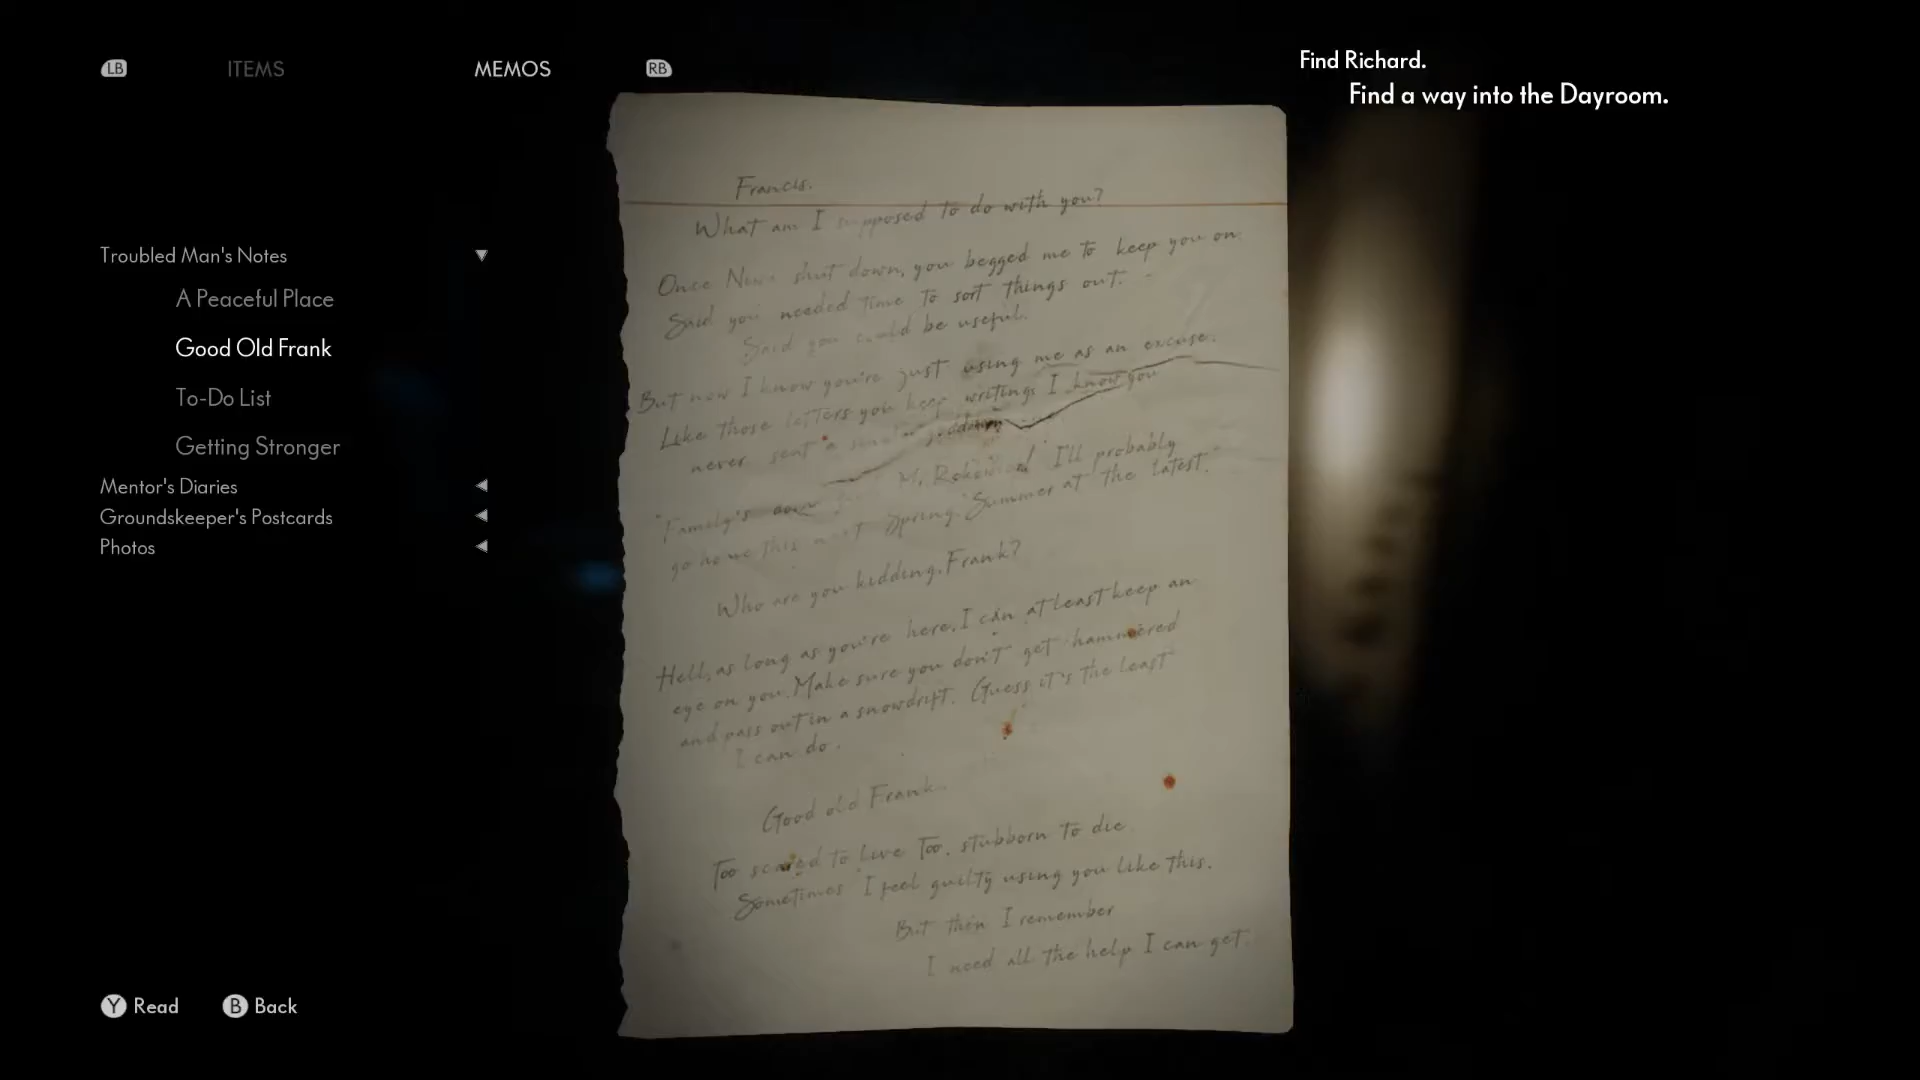 LB
ITEMS
MEMOS
RB
Find Richard.
Find a way into the Dayroom.
Troubled Man's Notes
A Peaceful Place
Good Old Frank
To-Do List
Getting Stronger
Mentor's Diaries
Groundskeeper's Postcards
Photos
Francis.
What am I supposed to do with you?
Once Niwa shut down, you begged me to keep you on.
Said you needed time to sort things out.
Said you could be useful.
But now I know you're just using me as an excuse.
Like those letters you keep writings I know you
never sent a
"Family's M. I'll probably
go home this Spring. Summer at the latest."
Who are you kidding, Frank?
Hell, as long as you're here, I can at least keep an
eye on you. Make sure you don't get hammered
and pass out in a snowdrift. Guess it's the least
I can do.
Good old Frank.
Too scared to live Too, stubborn to die
Sometimes I feel guilty using you like this.
But then I remember
I need all the help I can get.
Y Read
B Back